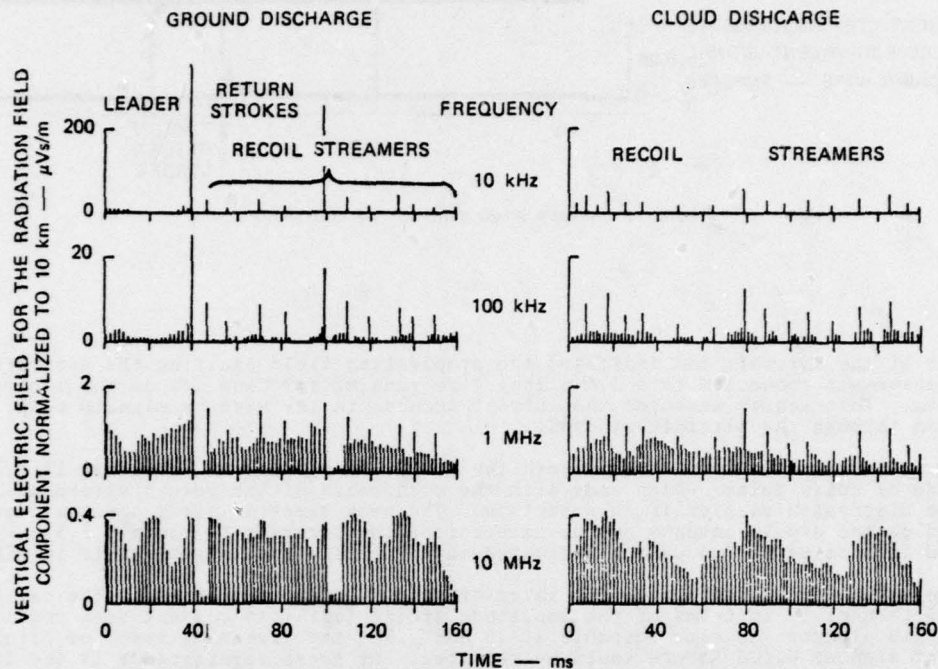 GROUND DISCHARGE
CLOUD DISHCARGE
VERTICAL ELECTRIC FIELD FOR THE RADIATION FIELD
COMPONENT NORMALIZED TO 10 km — µVs/m
LEADER
RETURN
STROKES
FREQUENCY
RECOIL STREAMERS
RECOIL STREAMERS
200
0
10 kHz
20
0
100 kHz
2
0
1 MHz
0.4
0
10 MHz
0 40 80 120 160
0 40 80 120 160
TIME — ms